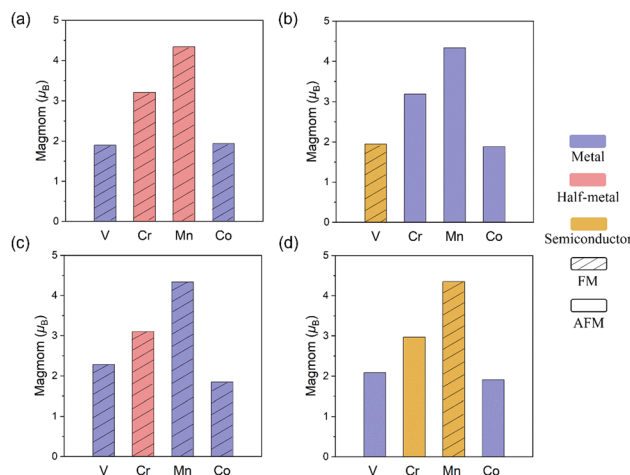 (a)
Magmom (μB)
5
4
3
2
1
0
V Cr Mn Co
(b)
Magmom (μB)
5
4
3
2
1
0
V Cr Mn Co
Metal
Half-metal
Semiconductor
FM
AFM
(c)
Magmom (μB)
5
4
3
2
1
0
V Cr Mn Co
(d)
Magmom (μB)
5
4
3
2
1
0
V Cr Mn Co